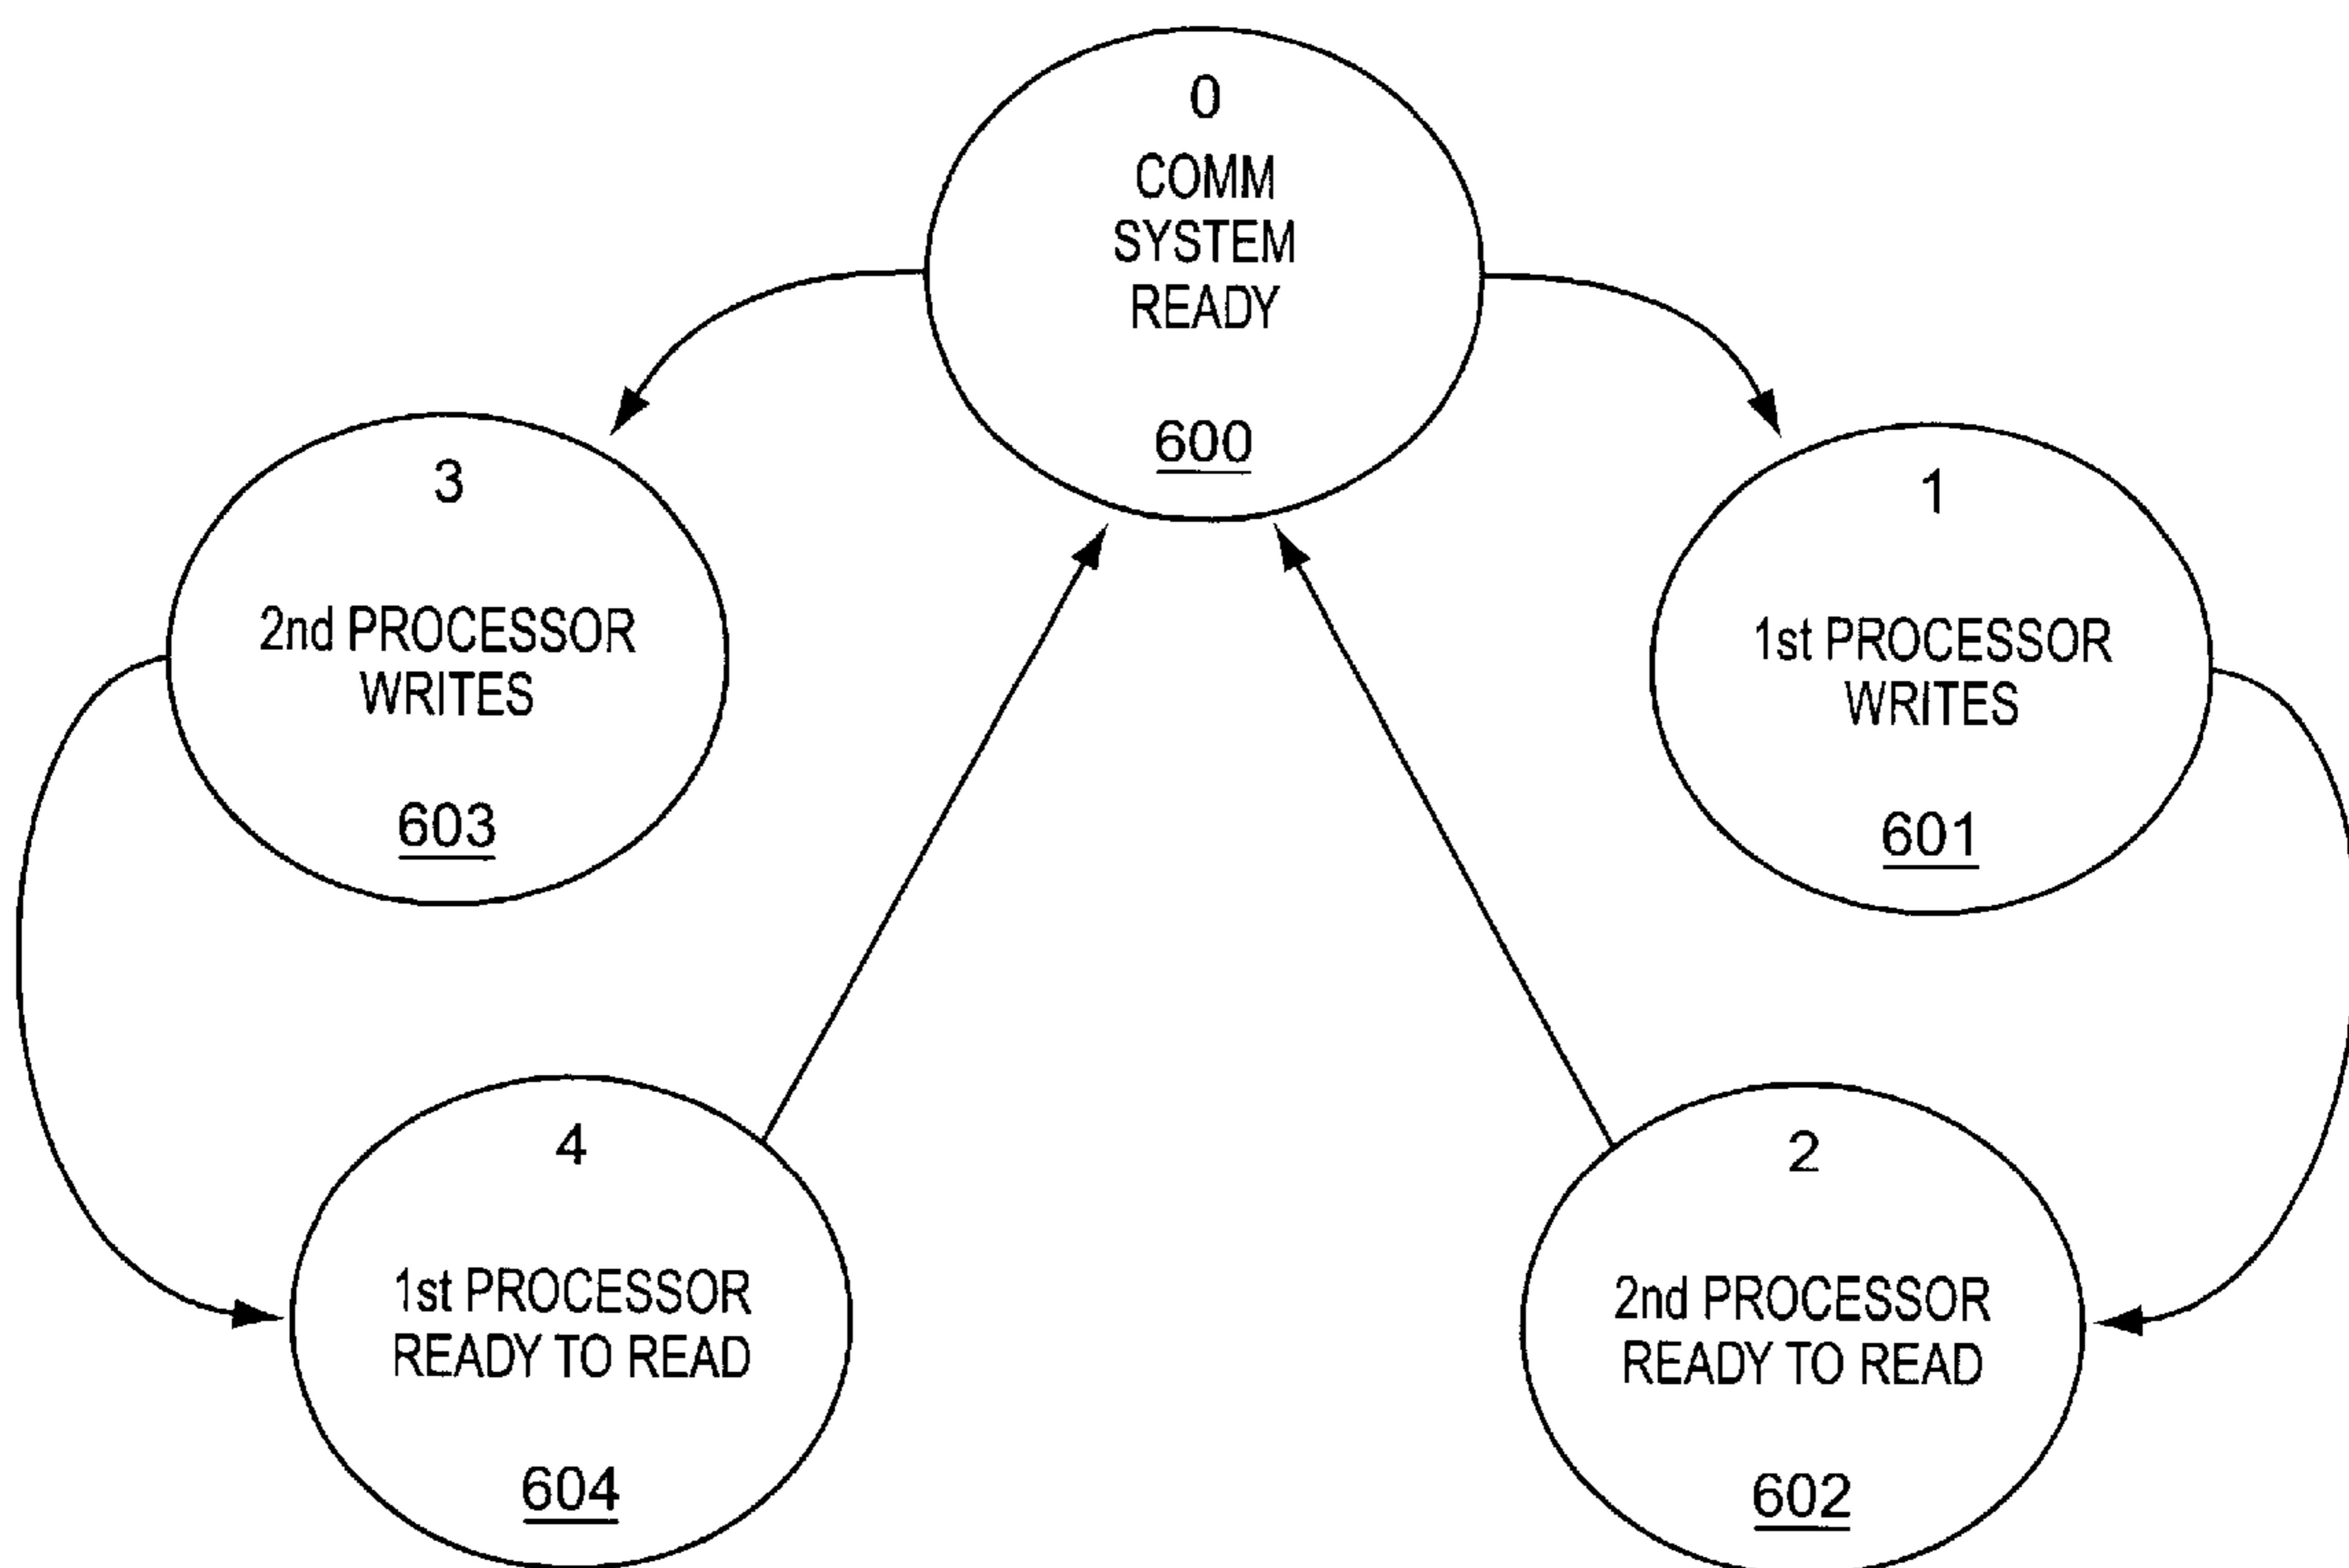 0
COMM
SYSTEM
READY
600
3
2nd PROCESSOR
WRITES
603
1
1st PROCESSOR
WRITES
601
4
1st PROCESSOR
READY TO READ
604
2
2nd PROCESSOR
READY TO READ
602